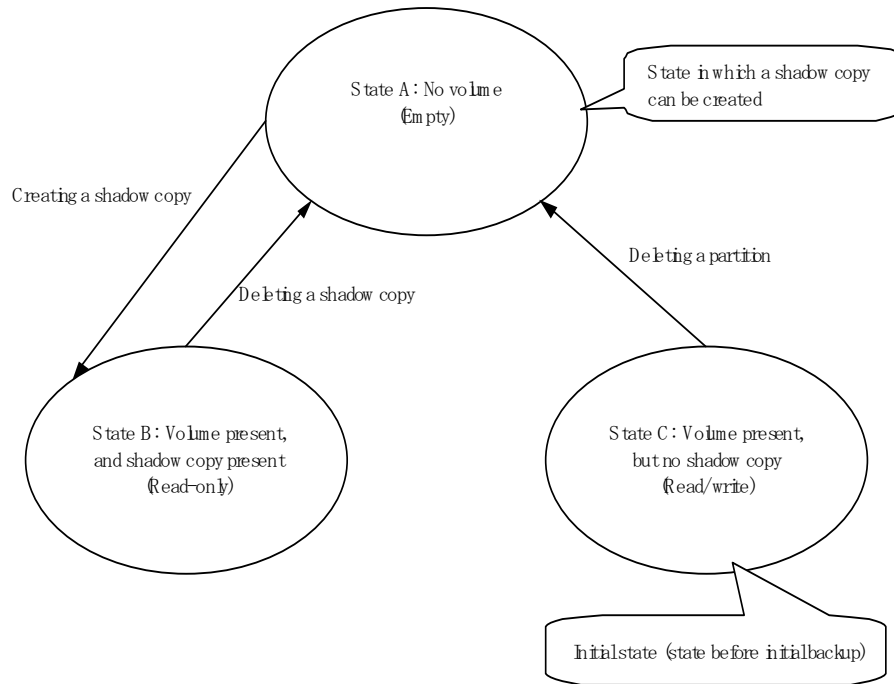 State A: No volume
(Empty)
State in which a shadow copy
can be created
Creating a shadow copy
Deleting a partition
Deleting a shadow copy
State B: Volume present,
and shadow copy present
(Read-only)
State C: Volume present,
but no shadow copy
(Read/write)
Initial state (state before initial backup)